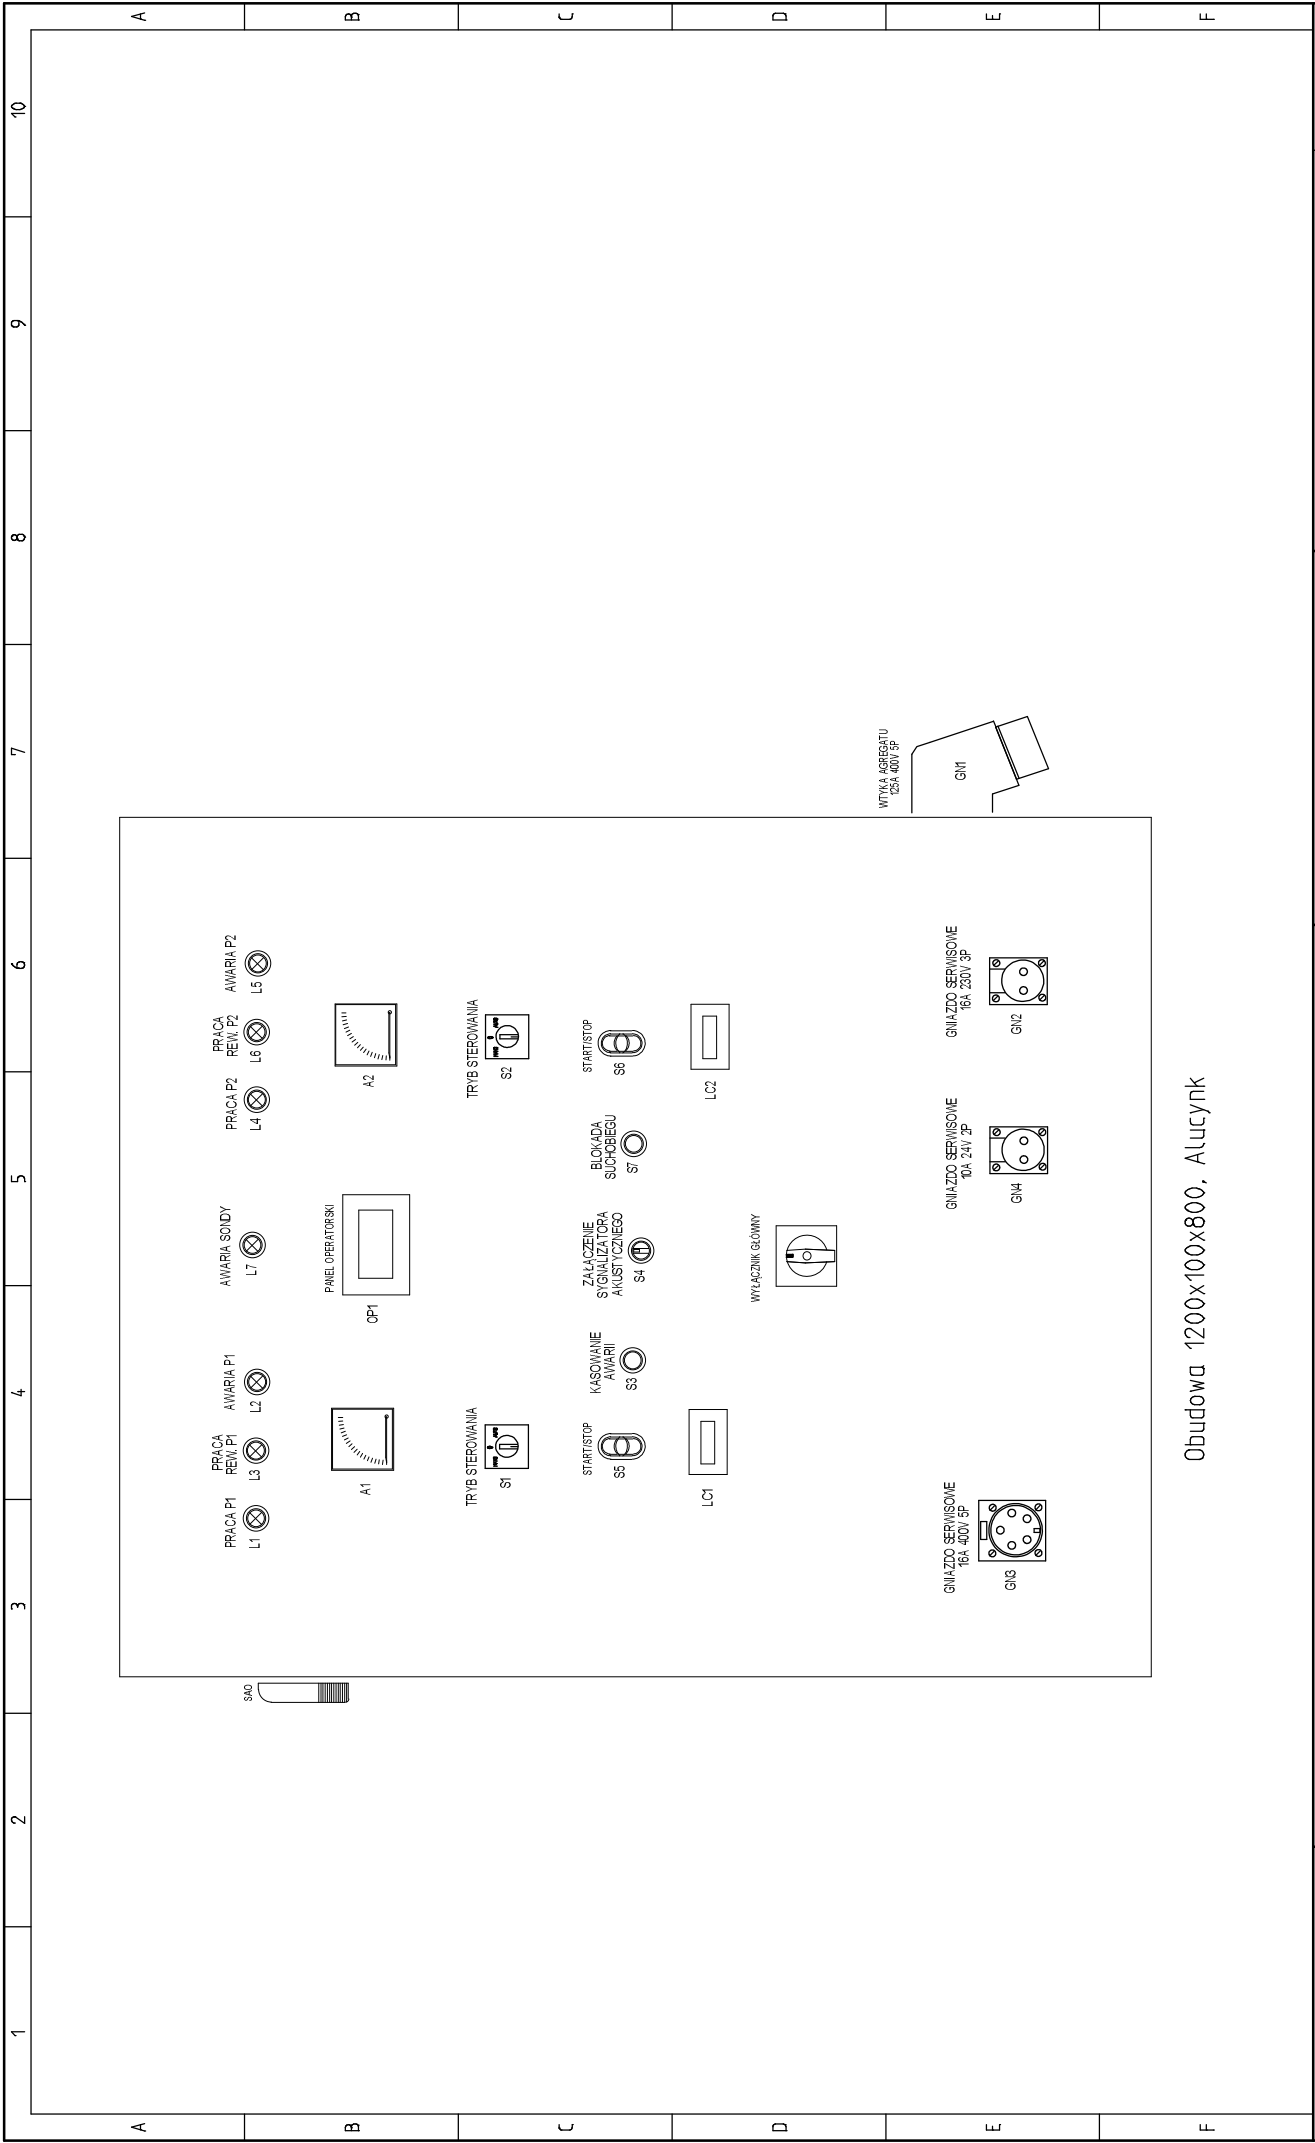 1 2 3 4 5 6 7 8 9 10
A A
PRACA P1
L1
PRACA
REW. P1
L3
AWARIA P1
L2
AWARIA SONDY
L7
PRACA P2
L4
PRACA
REW. P2
L6
AWARIA P2
L5
SAO
B B
A1
PANEL OPERATORSKI
OP1
A2
TRYB STEROWANIA
S1
TRYB STEROWANIA
S2
C C
START/STOP
S5
KASOWANIE
AWARII
S3
ZAŁĄCZENIE
SYGNALIZATORA
AKUSTYCZNEGO
S4
BLOKADA
SUCHOBIEGU
S7
START/STOP
S6
LC1
LC2
D D
WYŁĄCZNIK GŁÓWNY
WTYKA AGREGATU
125A 400V 5P
GN1
E E
GNIAZDO SERWISOWE
16A 400V 5P
GN3
GNIAZDO SERWISOWE
10A 24V 2P
GN4
GNIAZDO SERWISOWE
16A 230V 3P
GN2
F F
Obudowa 1200x100x800, Alucynk